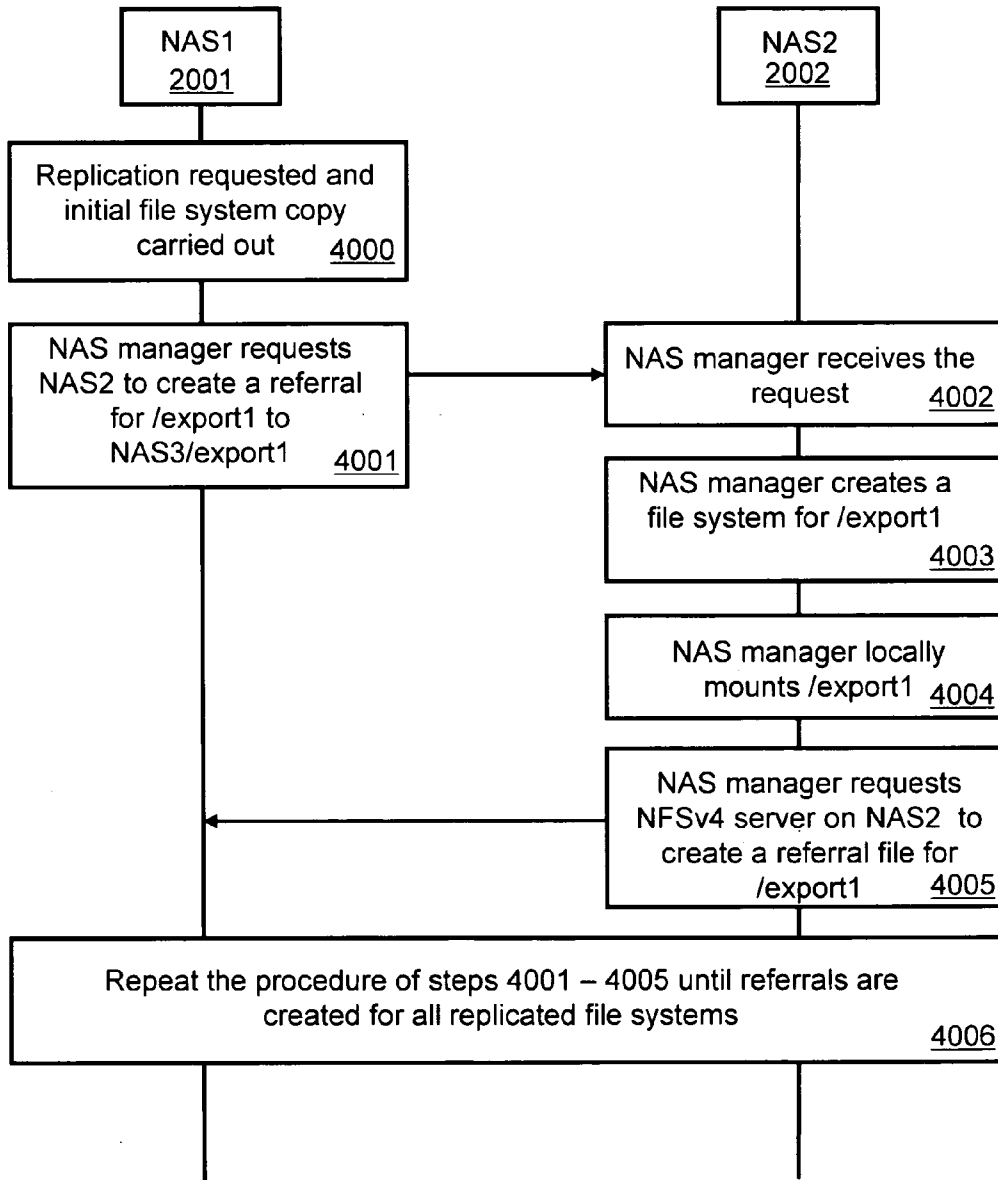 NAS1
2001
NAS2
2002
Replication requested and
initial file system copy
carried out
4000
NAS manager requests
NAS2 to create a referral
for /export1 to
NAS3/export1
4001
NAS manager receives the
request
4002
NAS manager creates a
file system for /export1
4003
NAS manager locally
mounts /export1
4004
NAS manager requests
NFSv4 server on NAS2 to
create a referral file for
/export1
4005
Repeat the procedure of steps 4001 – 4005 until referrals are
created for all replicated file systems
4006